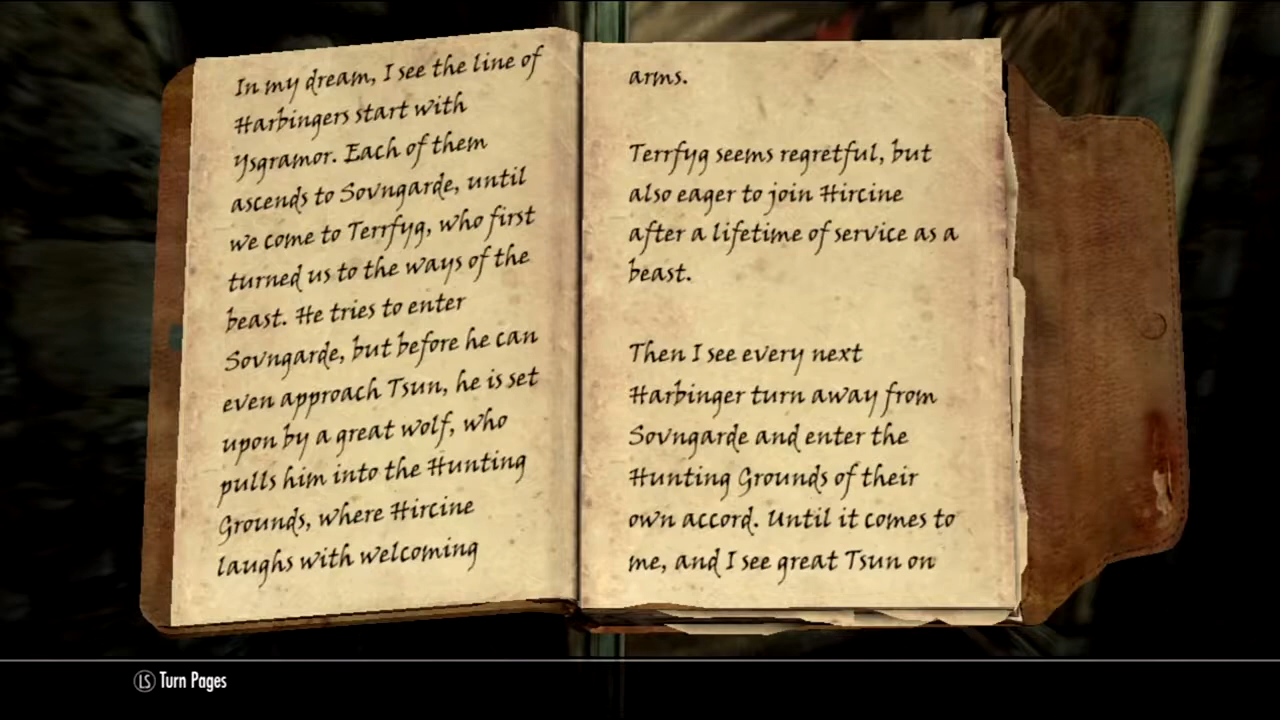 In my dream, I see the line of
Harbingers start with
Ysgramor. Each of them
ascends to Sovngarde, until
we come to Terrfyg, who first
turned us to the ways of the
beast. He tries to enter
Sovngarde, but before he can
even approach Tsun, he is set
upon by a great wolf, who
pulls him into the Hunting
Grounds, where Hircine
laughs with welcoming
arms.
Terrfyg seems regretful, but
also eager to join Hircine
after a lifetime of service as a
beast.
Then I see every next
Harbinger turn away from
Sovngarde and enter the
Hunting Grounds of their
own accord. Until it comes to
me, and I see great Tsun on
LS Turn Pages